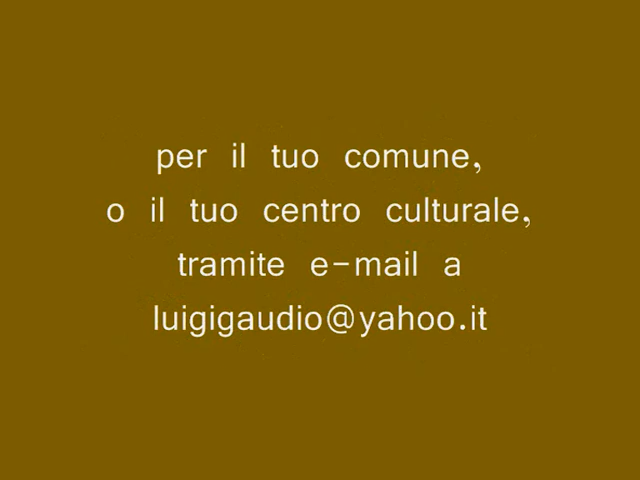 per il tuo comune,
o il tuo centro culturale,
tramite e-mail a
luigigaudio@yahoo.it